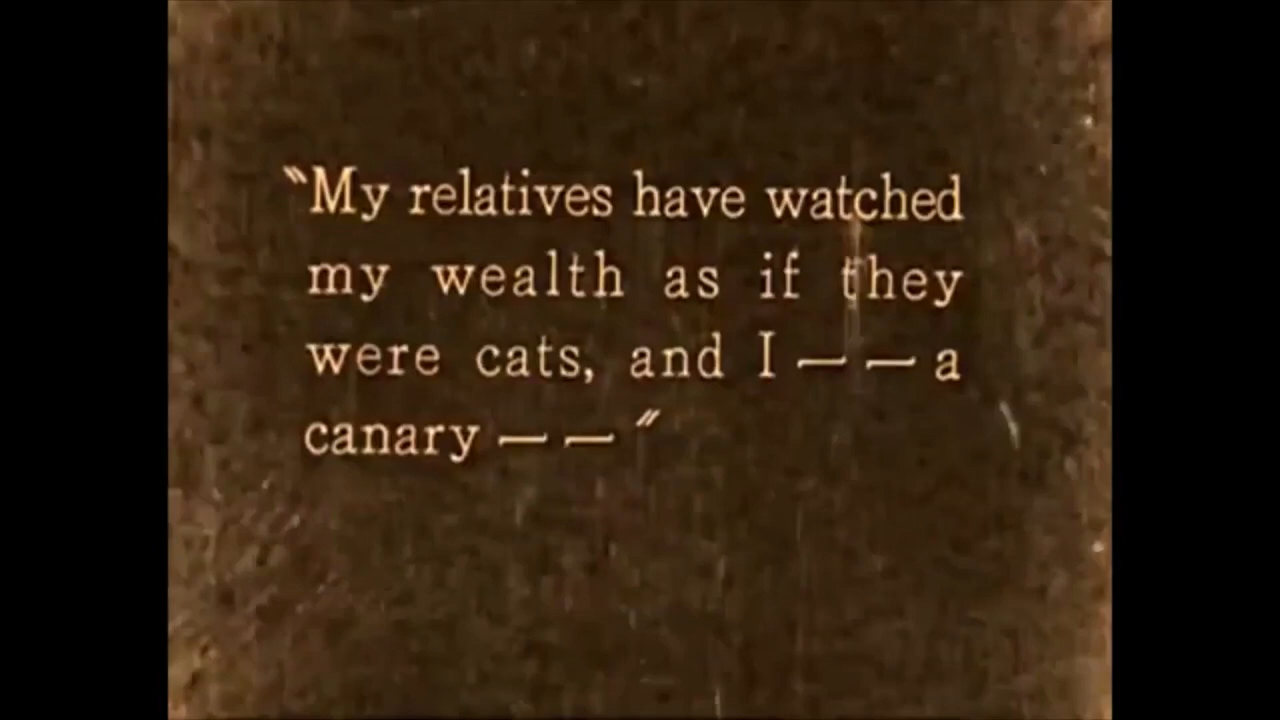 "My relatives have watched
my wealth as if they
were cats, and I — — a
canary — —"